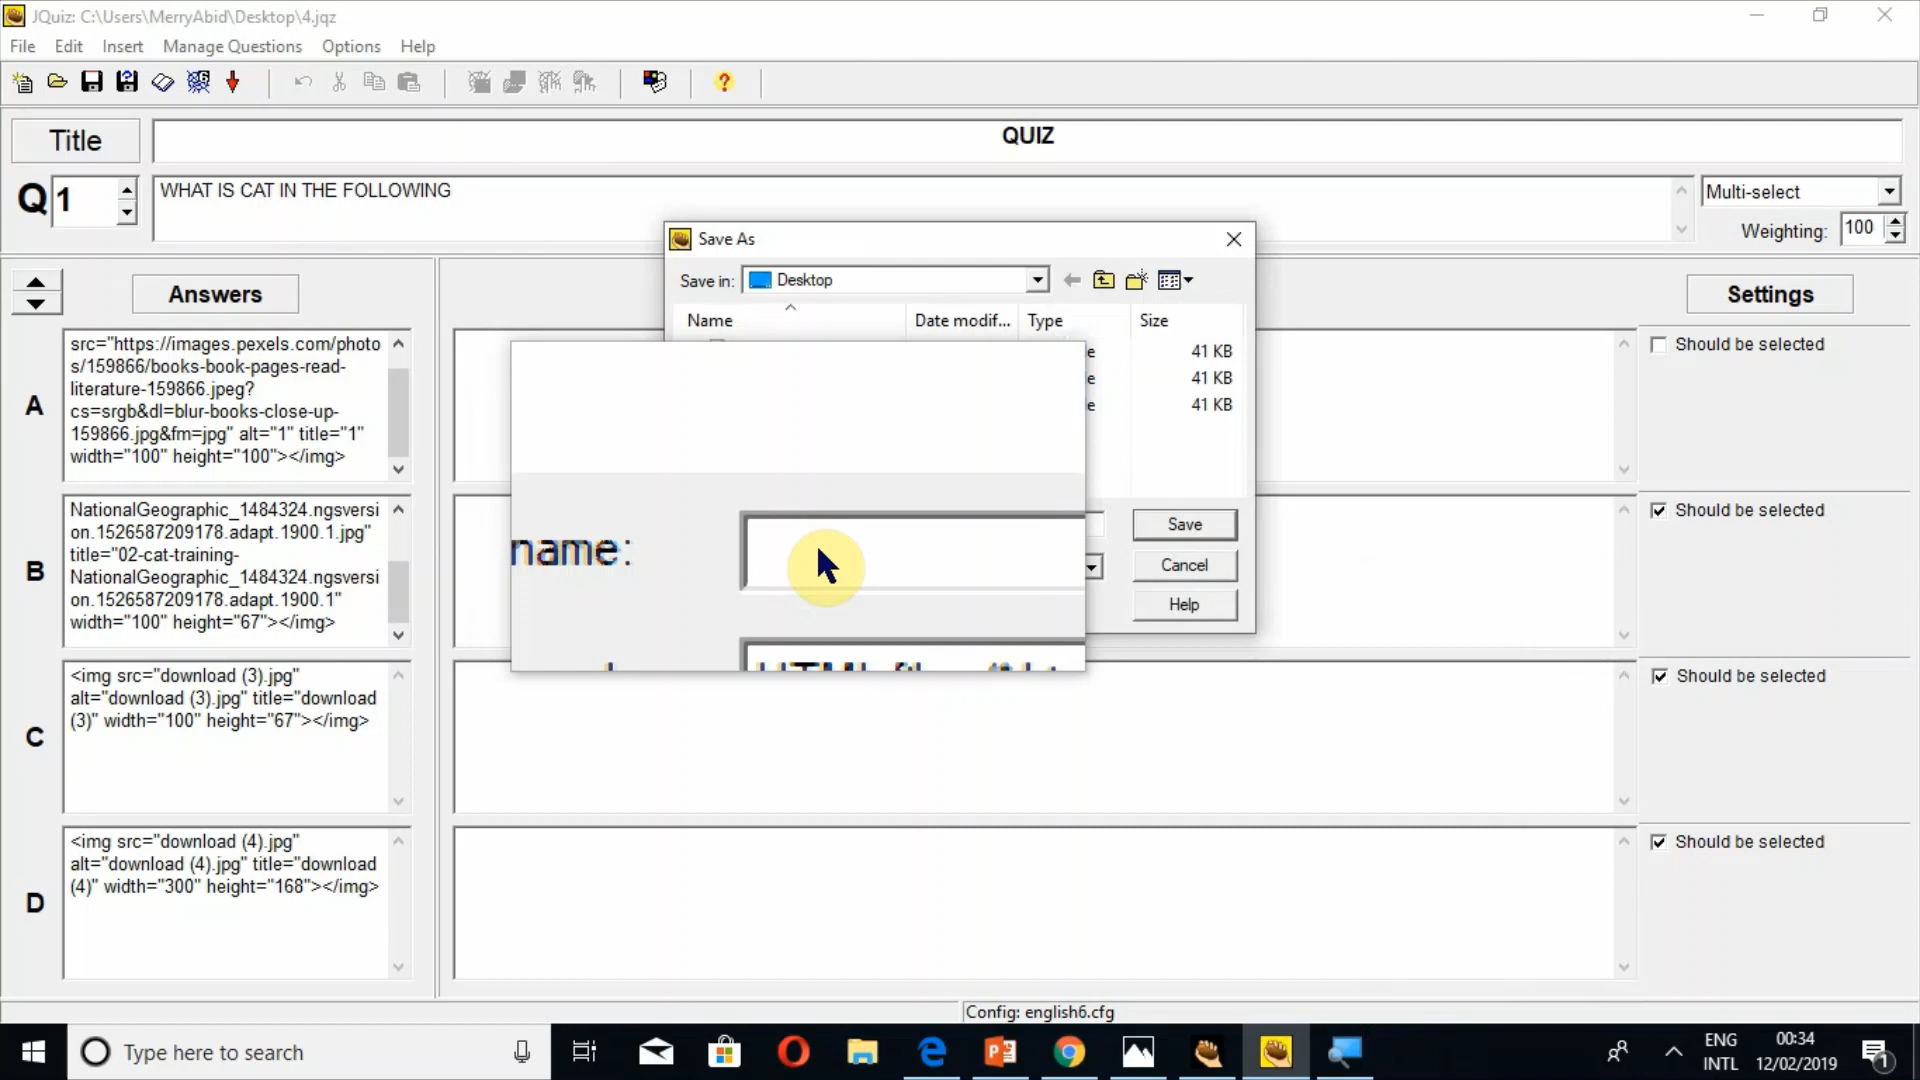 JQuiz: C:\Users\MerryAbid\Desktop\4.jqz
File Edit Insert Manage Questions Options Help
Title
QUIZ
Q 1
WHAT IS CAT IN THE FOLLOWING
Multi-select
Weighting: 100
Save As
Save in: Desktop
Name Date modif... Type Size
41 KB
41 KB
41 KB
name:
Save
Cancel
Help
Answers
Settings
A
src="https://images.pexels.com/photo
s/159866/books-book-pages-read-
literature-159866.jpeg?
cs=srgb&dl=blur-books-close-up-
159866.jpg&fm=jpg" alt="1" title="1"
width="100" height="100"></img>
Should be selected
B
NationalGeographic_1484324.ngsversi
on.1526587209178.adapt.1900.1.jpg"
title="02-cat-training-
NationalGeographic_1484324.ngsversi
on.1526587209178.adapt.1900.1"
width="100" height="67"></img>
Should be selected
C
<img src="download (3).jpg"
alt="download (3).jpg" title="download
(3)" width="100" height="67"></img>
Should be selected
D
<img src="download (4).jpg"
alt="download (4).jpg" title="download
(4)" width="300" height="168"></img>
Should be selected
Config: english6.cfg
Type here to search
ENG
INTL
00:34
12/02/2019
1